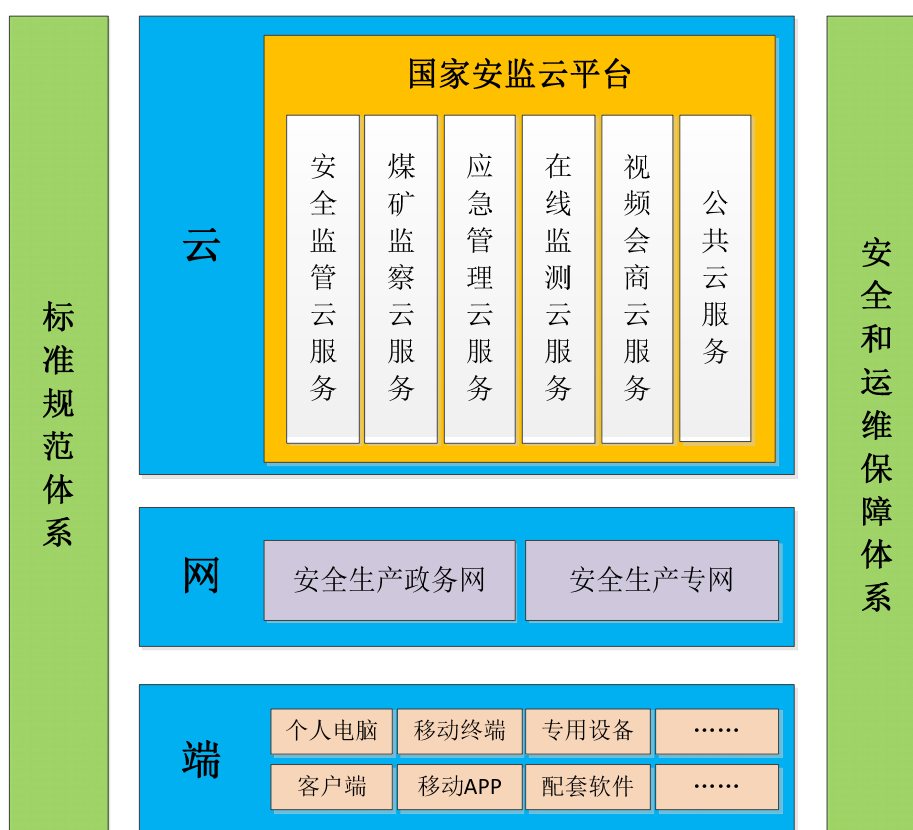 标准规范体系
云
国家安监云平台
安全监管云服务
煤矿监察云服务
应急管理云服务
在线监测云服务
视频会商云服务
公共云服务
网
安全生产政务网
安全生产专网
端
个人电脑
移动终端
专用设备
……
客户端
移动APP
配套软件
……
安全和运维保障体系